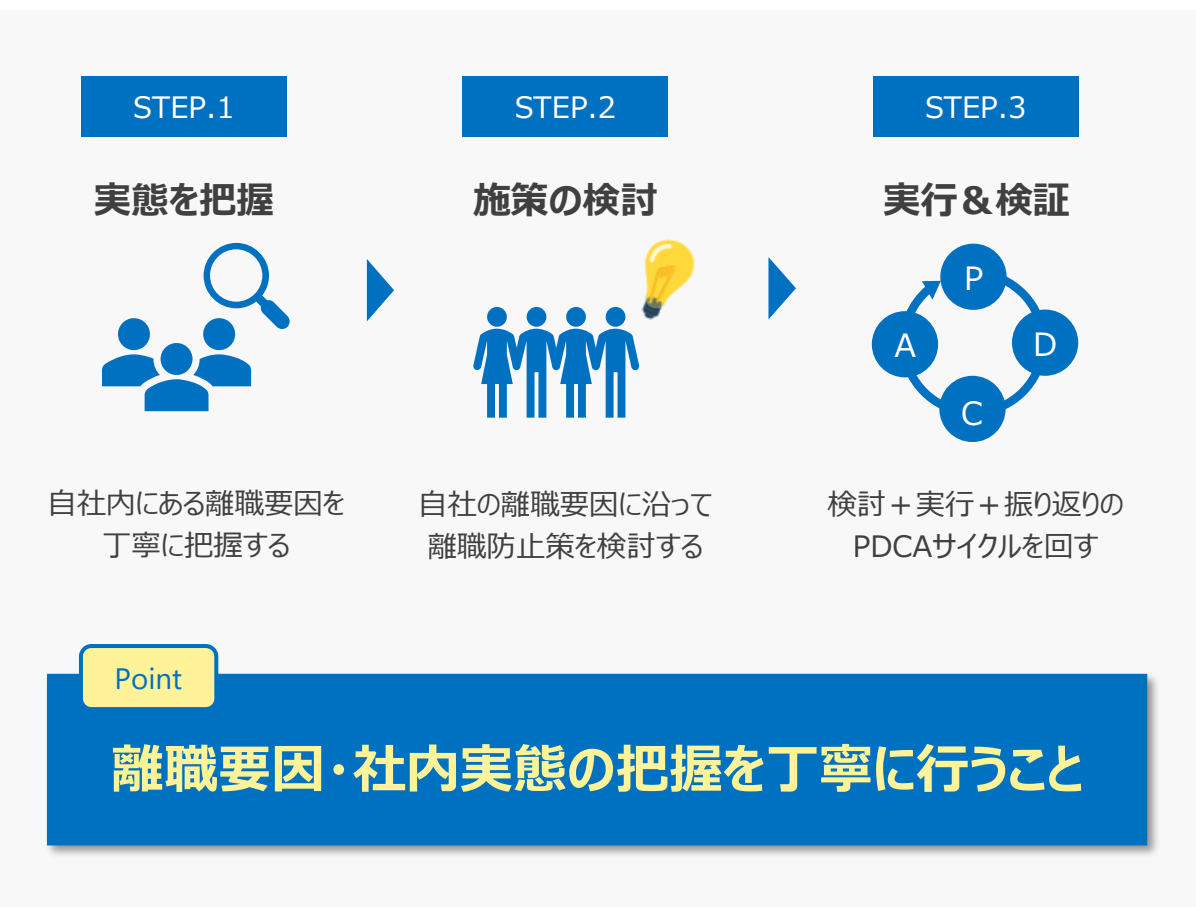 STEP.1
実態を把握
自社内にある離職要因を
丁寧に把握する
STEP.2
施策の検討
自社の離職要因に沿って
離職防止策を検討する
STEP.3
実行＆検証
P
D
C
A
検討＋実行＋振り返りの
PDCAサイクルを回す
Point
離職要因・社内実態の把握を丁寧に行うこと